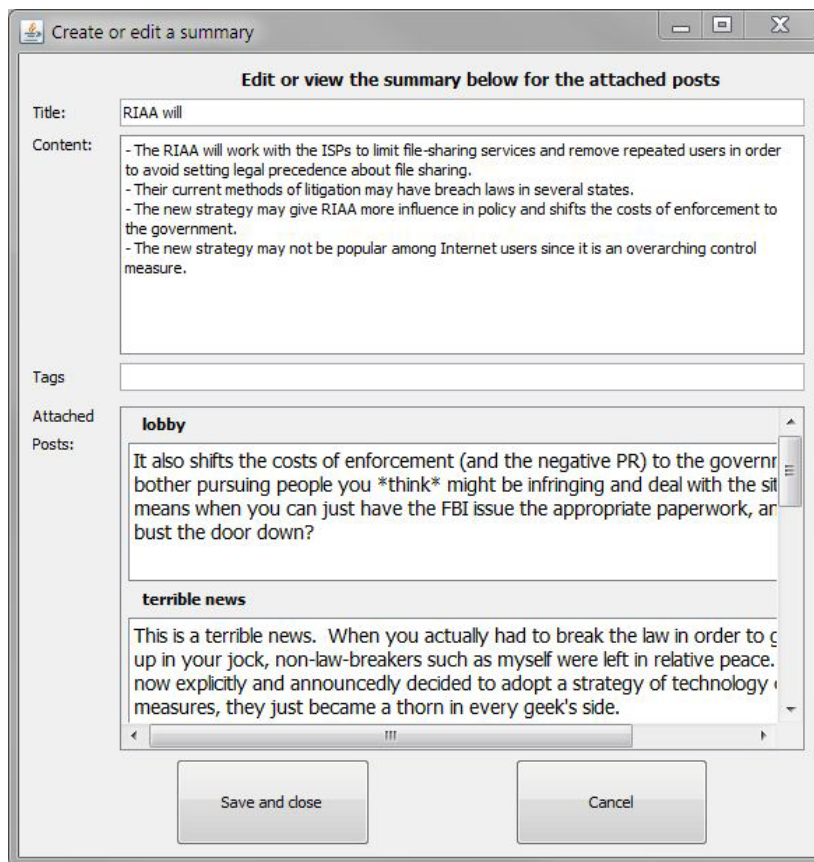 Create or edit a summary
Edit or view the summary below for the attached posts
Title:
RIAA will
Content:
- The RIAA will work with the ISPs to limit file-sharing services and remove repeated users in order
to avoid setting legal precedence about file sharing.
- Their current methods of litigation may have breach laws in several states.
- The new strategy may give RIAA more influence in policy and shifts the costs of enforcement to
the government.
- The new strategy may not be popular among Internet users since it is an overarching control
measure.
Tags
Attached
Posts:
lobby
It also shifts the costs of enforcement (and the negative PR) to the
bother pursuing people you *think* might be infringing and deal with the
means when you can just have the FBI issue the appropriate paperwork,
bust the door down?
terrible news
This is a terrible news. When you actually had to break the law in order to
up in your jock, non-law-breakers such as myself were left in relative peace.
now explicitly and announcedly decided to adopt a strategy of technology
measures, they just became a thorn in every geek's side.
Save and close
Cancel